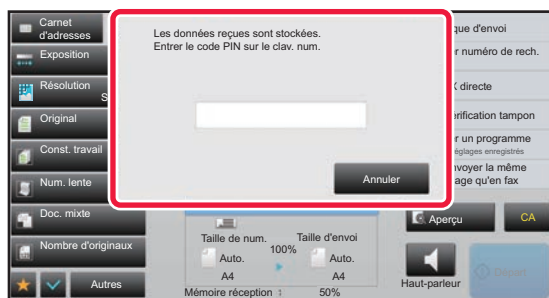 Carnet
d'adresses
Exposition
Résolution
S
Original
Const. travail
Num. lente
Doc. mixte
Nombre d'originaux
Autres
Les données reçues sont stockées.
Entrer le code PIN sur le clav. num.
Annuler
que d'envoi
r numéro de rech.
X directe
rification tampon
r un programme
églages enregistrés
nvoyer la même
age qu'en fax
Aperçu
CA
Taille de num.
100%
Taille d'envoi
Auto.
A4
Auto.
A4
Mémoire réception : 50%
Haut-parleur
Départ